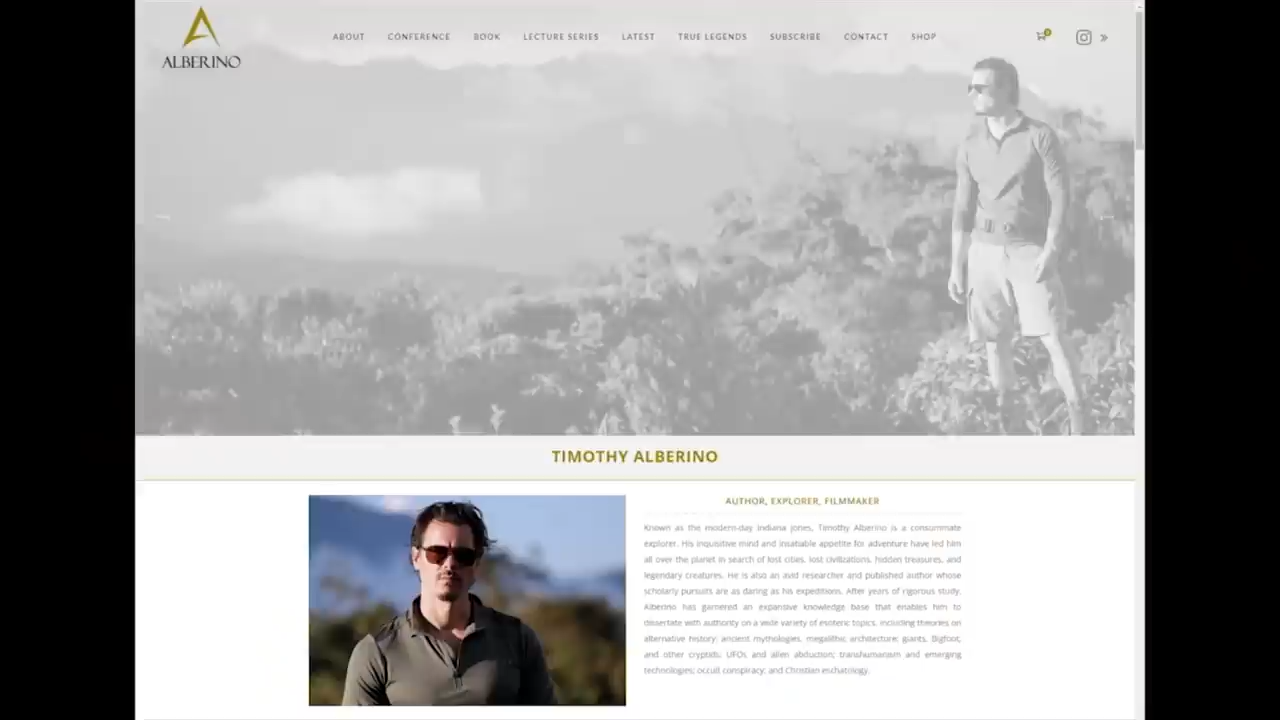 ABOUT CONFERENCE BOOK LECTURE SERIES LATEST TRUE LEGENDS SUBSCRIBE CONTACT SHOP 0
ALBERINO
TIMOTHY ALBERINO
AUTHOR, EXPLORER, FILMMAKER
Known as the modern-day Indiana Jones, Timothy Alberino is a consummate
explorer. His inquisitive mind and insatiable appetite for adventure have led him
all over the planet in search of lost cities, lost civilizations, hidden treasures, and
legendary creatures. He is also an avid researcher and published author whose
scholarly pursuits are as daring as his expeditions. After years of rigorous study,
Alberino has garnered an expansive knowledge base that enables him to
dissertate with authority on a wide variety of esoteric topics, including theories on
alternative history; ancient mythologies, megalithic architecture; giants, Bigfoot,
and other cryptids; UFOs and alien abduction; transhumanism and emerging
technologies; occult conspiracy; and Christian eschatology.